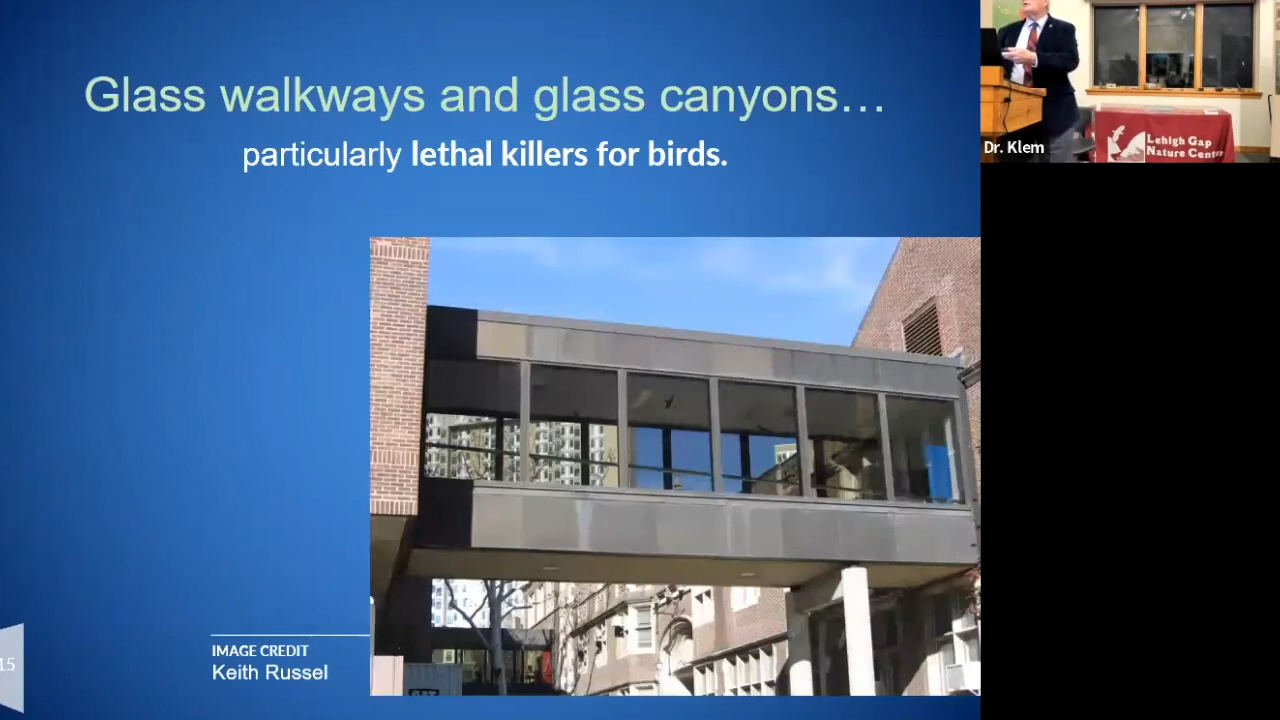 Glass walkways and glass canyons…
particularly lethal killers for birds.
Dr. Klem
Lehigh Gap
Nature Center
IMAGE CREDIT
Keith Russel
15